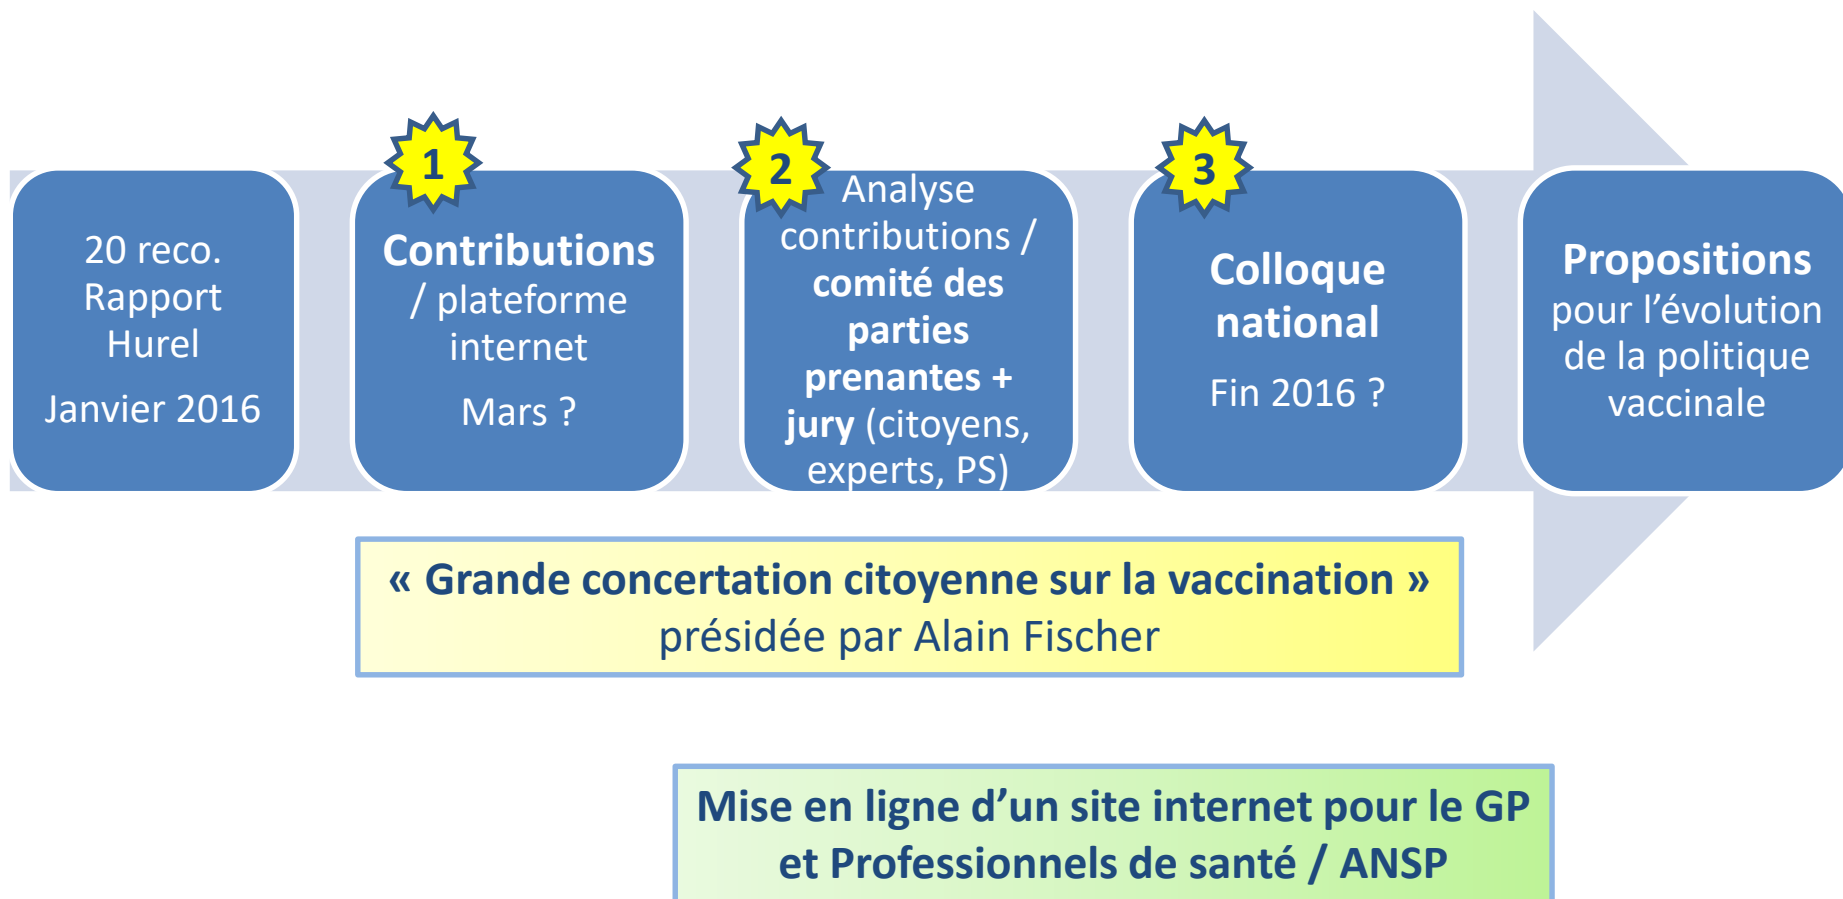 20 reco.
Rapport
Hurel
Janvier 2016
1
Contributions
/ plateforme
internet
Mars ?
2
Analyse
contributions /
comité des
parties
prenantes +
jury (citoyens,
experts, PS)
3
Colloque
national
Fin 2016 ?
Propositions
pour l’évolution
de la politique
vaccinale
« Grande concertation citoyenne sur la vaccination »
présidée par Alain Fischer
Mise en ligne d’un site internet pour le GP
et Professionnels de santé / ANSP